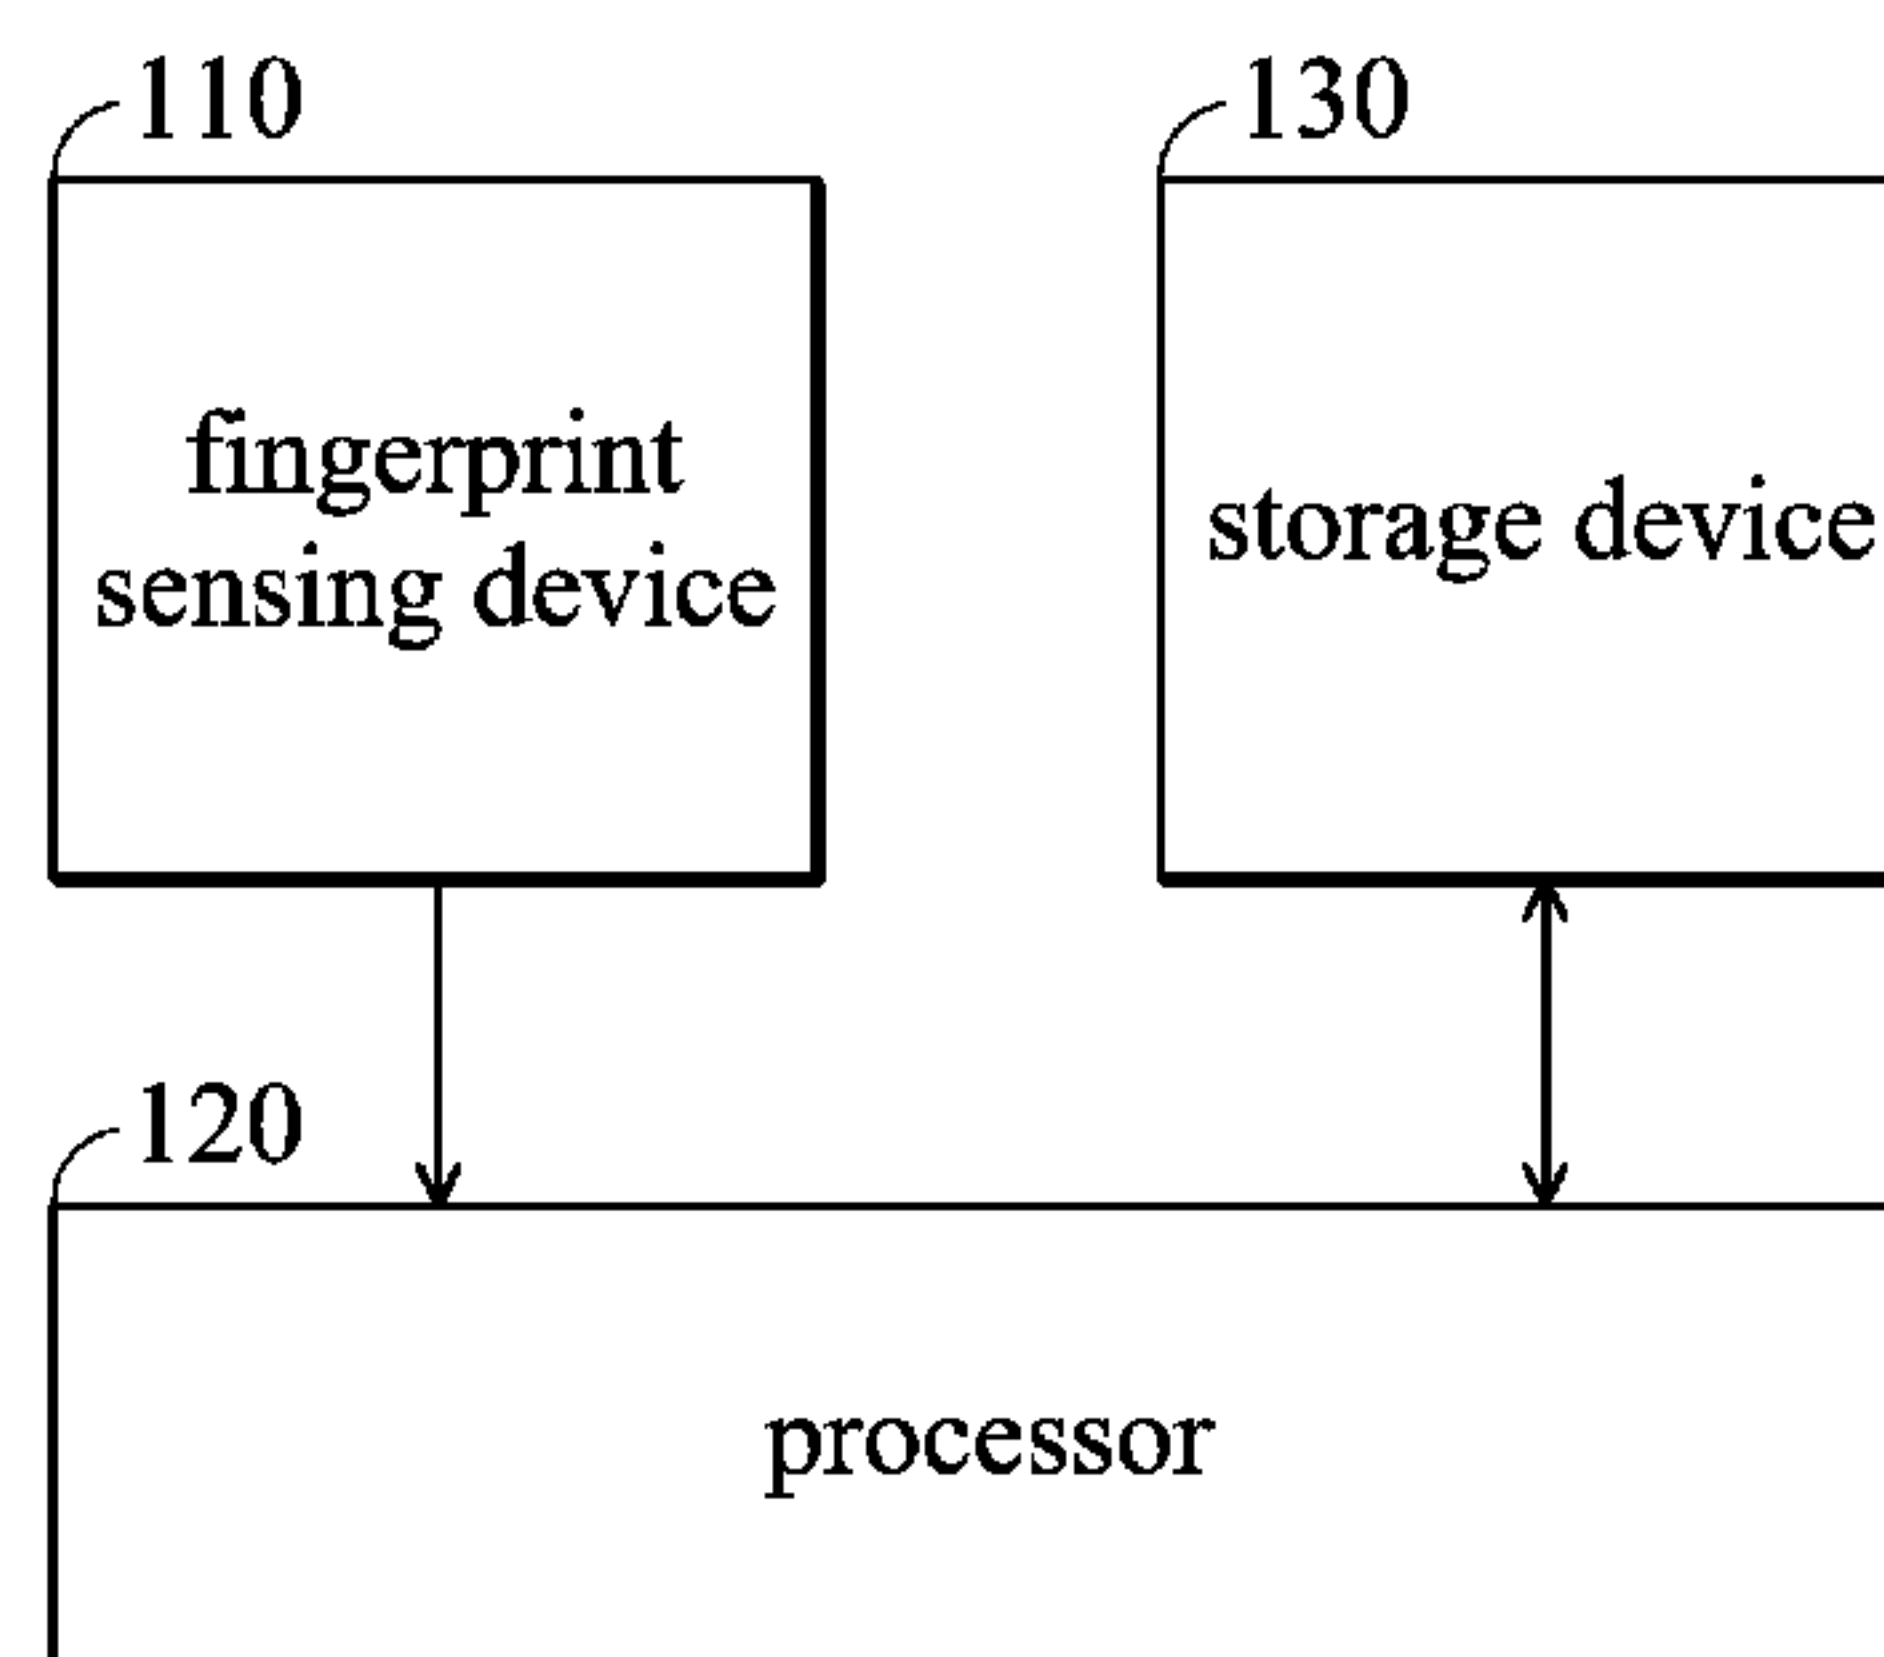 110
130
fingerprint
sensing device
storage device
120
processor